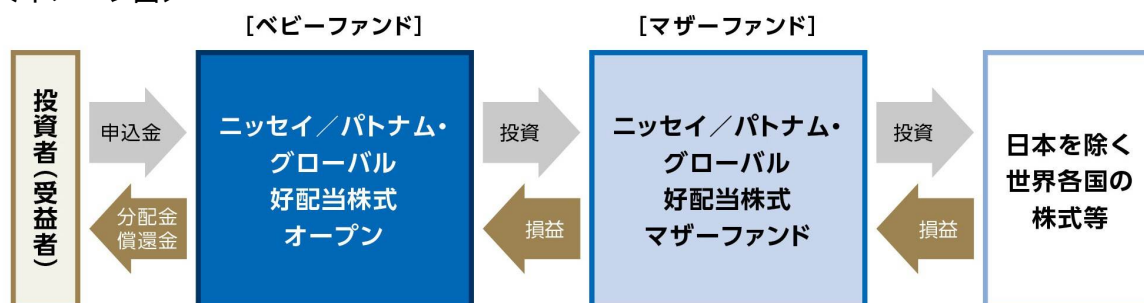 [ベビーファンド]
[マザーファンド]
投資者(受益者)
申込金
分配金
償還金
ニッセイ／パトナム・
グローバル
好配当株式
オープン
投資
損益
ニッセイ／パトナム・
グローバル
好配当株式
マザーファンド
投資
損益
日本を除く
世界各国の
株式等